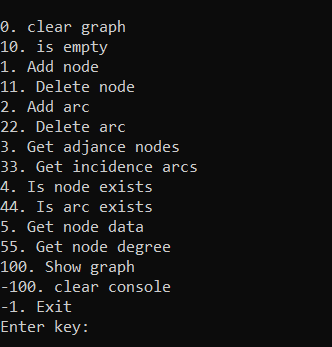 0. clear graph
10. is empty
1. Add node
11. Delete node
2. Add arc
22. Delete arc
3. Get adjance nodes
33. Get incidence arcs
4. Is node exists
44. Is arc exists
5. Get node data
55. Get node degree
100. Show graph
-100. clear console
-1. Exit
Enter key: